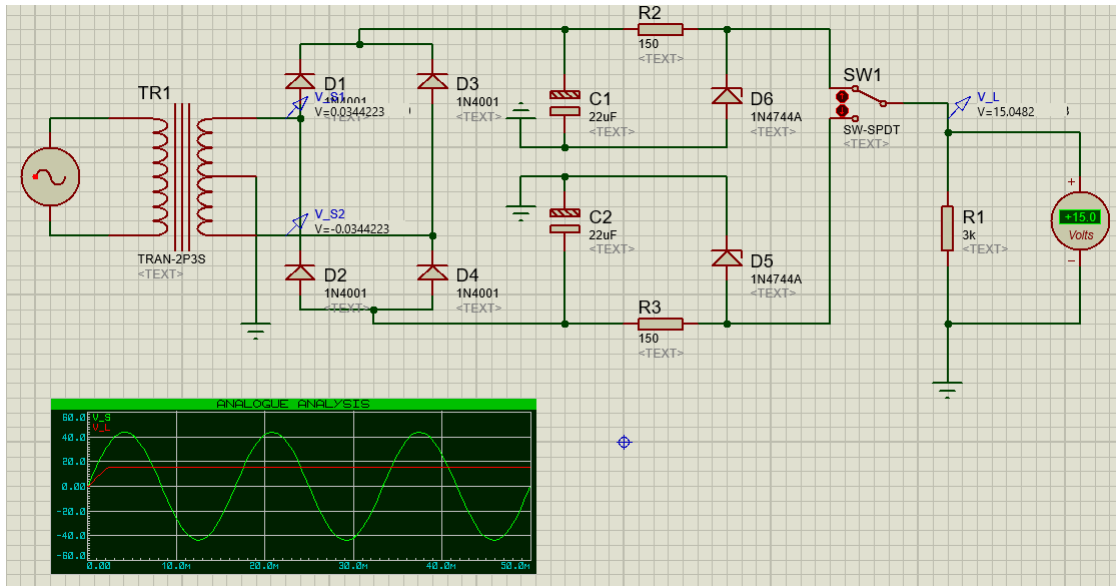 TR1
TRAN-2P3S
<TEXT>
D1
1N4001
<TEXT>
V_S1
V=0.0344223
D3
1N4001
<TEXT>
V_S2
V=-0.0344223
D2
1N4001
<TEXT>
D4
1N4001
<TEXT>
C1
22uF
<TEXT>
C2
22uF
<TEXT>
R2
150
<TEXT>
D6
1N4744A
<TEXT>
D5
1N4744A
<TEXT>
R3
150
<TEXT>
SW1
SW-SPDT
<TEXT>
V_L
V=15.0482
R1
3k
<TEXT>
+
+15.0
Volts
−
ANALOGUE ANALYSIS
V_S
V_L
60.0
40.0
20.0
0.00
-20.0
-40.0
-60.0
0.00 10.0m 20.0m 30.0m 40.0m 50.0m